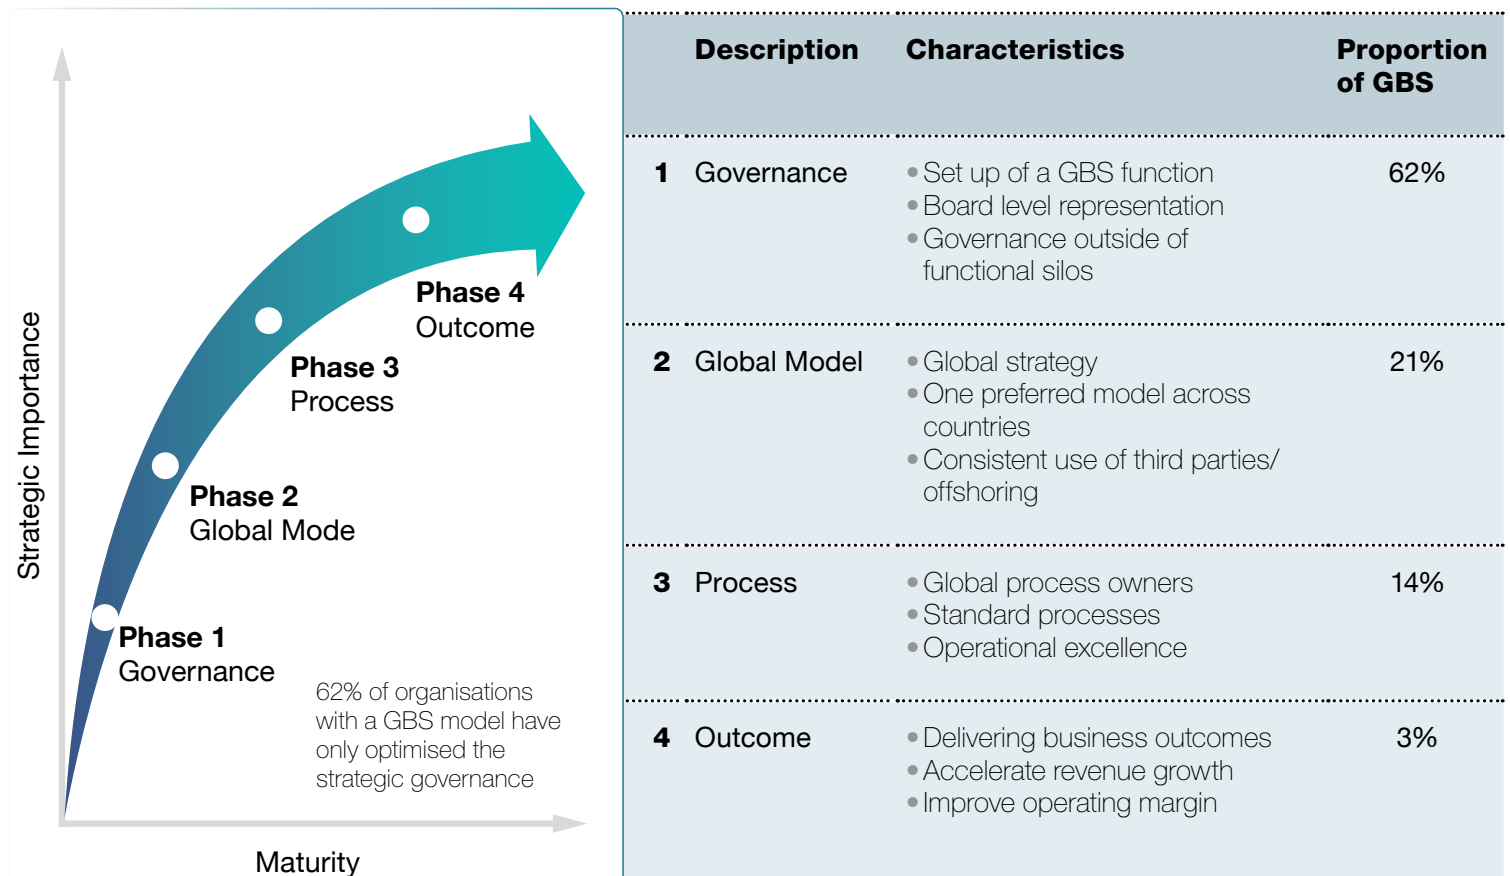 Strategic Importance
Phase 4
Outcome
Phase 3
Process
Phase 2
Global Mode
Phase 1
Governance
62% of organisations
with a GBS model have
only optimised the
strategic governance
Maturity
Description Characteristics Proportion
of GBS
1 Governance • Set up of a GBS function 62%
• Board level representation
• Governance outside of
functional silos
2 Global Model • Global strategy 21%
• One preferred model across
countries
• Consistent use of third parties/
offshoring
3 Process • Global process owners 14%
• Standard processes
• Operational excellence
4 Outcome • Delivering business outcomes 3%
• Accelerate revenue growth
• Improve operating margin